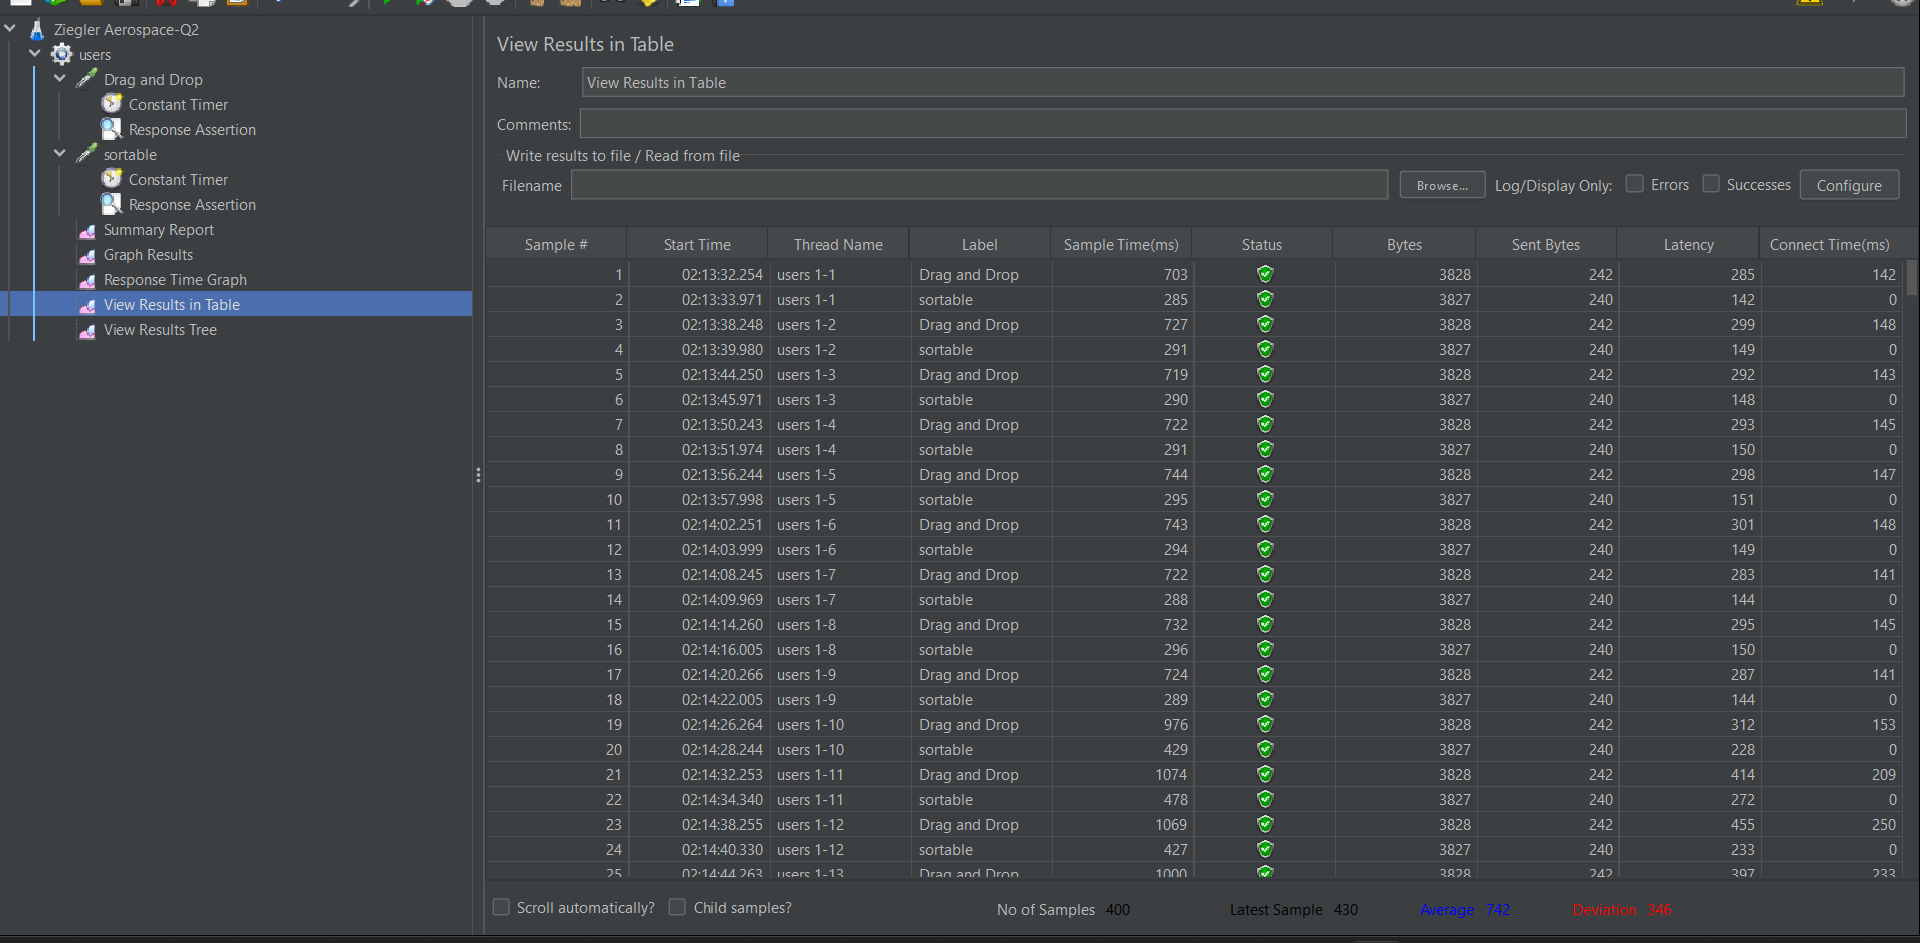 Ziegler Aerospace-Q2
users
Drag and Drop
Constant Timer
Response Assertion
sortable
Constant Timer
Response Assertion
Summary Report
Graph Results
Response Time Graph
View Results in Table
View Results Tree
View Results in Table
Name: View Results in Table
Comments:
Write results to file / Read from file
Filename Browse... Log/Display Only: Errors Successes Configure
Sample # Start Time Thread Name Label Sample Time(ms) Status Bytes Sent Bytes Latency Connect Time(ms)
1 02:13:32.254 users 1-1 Drag and Drop 703 3828 242 285 142
2 02:13:33.971 users 1-1 sortable 285 3827 240 142 0
3 02:13:38.248 users 1-2 Drag and Drop 727 3828 242 299 148
4 02:13:39.980 users 1-2 sortable 291 3827 240 149 0
5 02:13:44.250 users 1-3 Drag and Drop 719 3828 242 292 143
6 02:13:45.971 users 1-3 sortable 290 3827 240 148 0
7 02:13:50.243 users 1-4 Drag and Drop 722 3828 242 293 145
8 02:13:51.974 users 1-4 sortable 291 3827 240 150 0
9 02:13:56.244 users 1-5 Drag and Drop 744 3828 242 298 147
10 02:13:57.998 users 1-5 sortable 295 3827 240 151 0
11 02:14:02.251 users 1-6 Drag and Drop 743 3828 242 301 148
12 02:14:03.999 users 1-6 sortable 294 3827 240 149 0
13 02:14:08.245 users 1-7 Drag and Drop 722 3828 242 283 141
14 02:14:09.969 users 1-7 sortable 288 3827 240 144 0
15 02:14:14.260 users 1-8 Drag and Drop 732 3828 242 295 145
16 02:14:16.005 users 1-8 sortable 296 3827 240 150 0
17 02:14:20.266 users 1-9 Drag and Drop 724 3828 242 287 141
18 02:14:22.005 users 1-9 sortable 289 3827 240 144 0
19 02:14:26.264 users 1-10 Drag and Drop 976 3828 242 312 153
20 02:14:28.244 users 1-10 sortable 429 3827 240 228 0
21 02:14:32.253 users 1-11 Drag and Drop 1074 3828 242 414 209
22 02:14:34.340 users 1-11 sortable 478 3827 240 272 0
23 02:14:38.255 users 1-12 Drag and Drop 1069 3828 242 455 250
24 02:14:40.330 users 1-12 sortable 427 3827 240 233 0
25 02:14:44.263 users 1-13 Drag and Drop 1000 3828 242 397 233
Scroll automatically? Child samples? No of Samples 400 Latest Sample 430 Average 742 Deviation 346